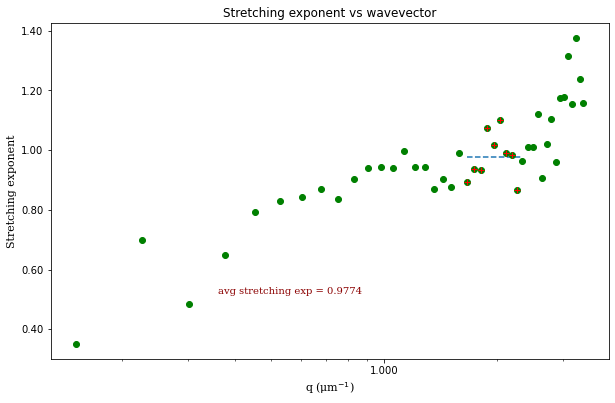 Stretching exponent vs wavevector
1.40
1.20
1.00
0.80
0.60
0.40
Stretching exponent
avg stretching exp = 0.9774
1.000
q (μm⁻¹)